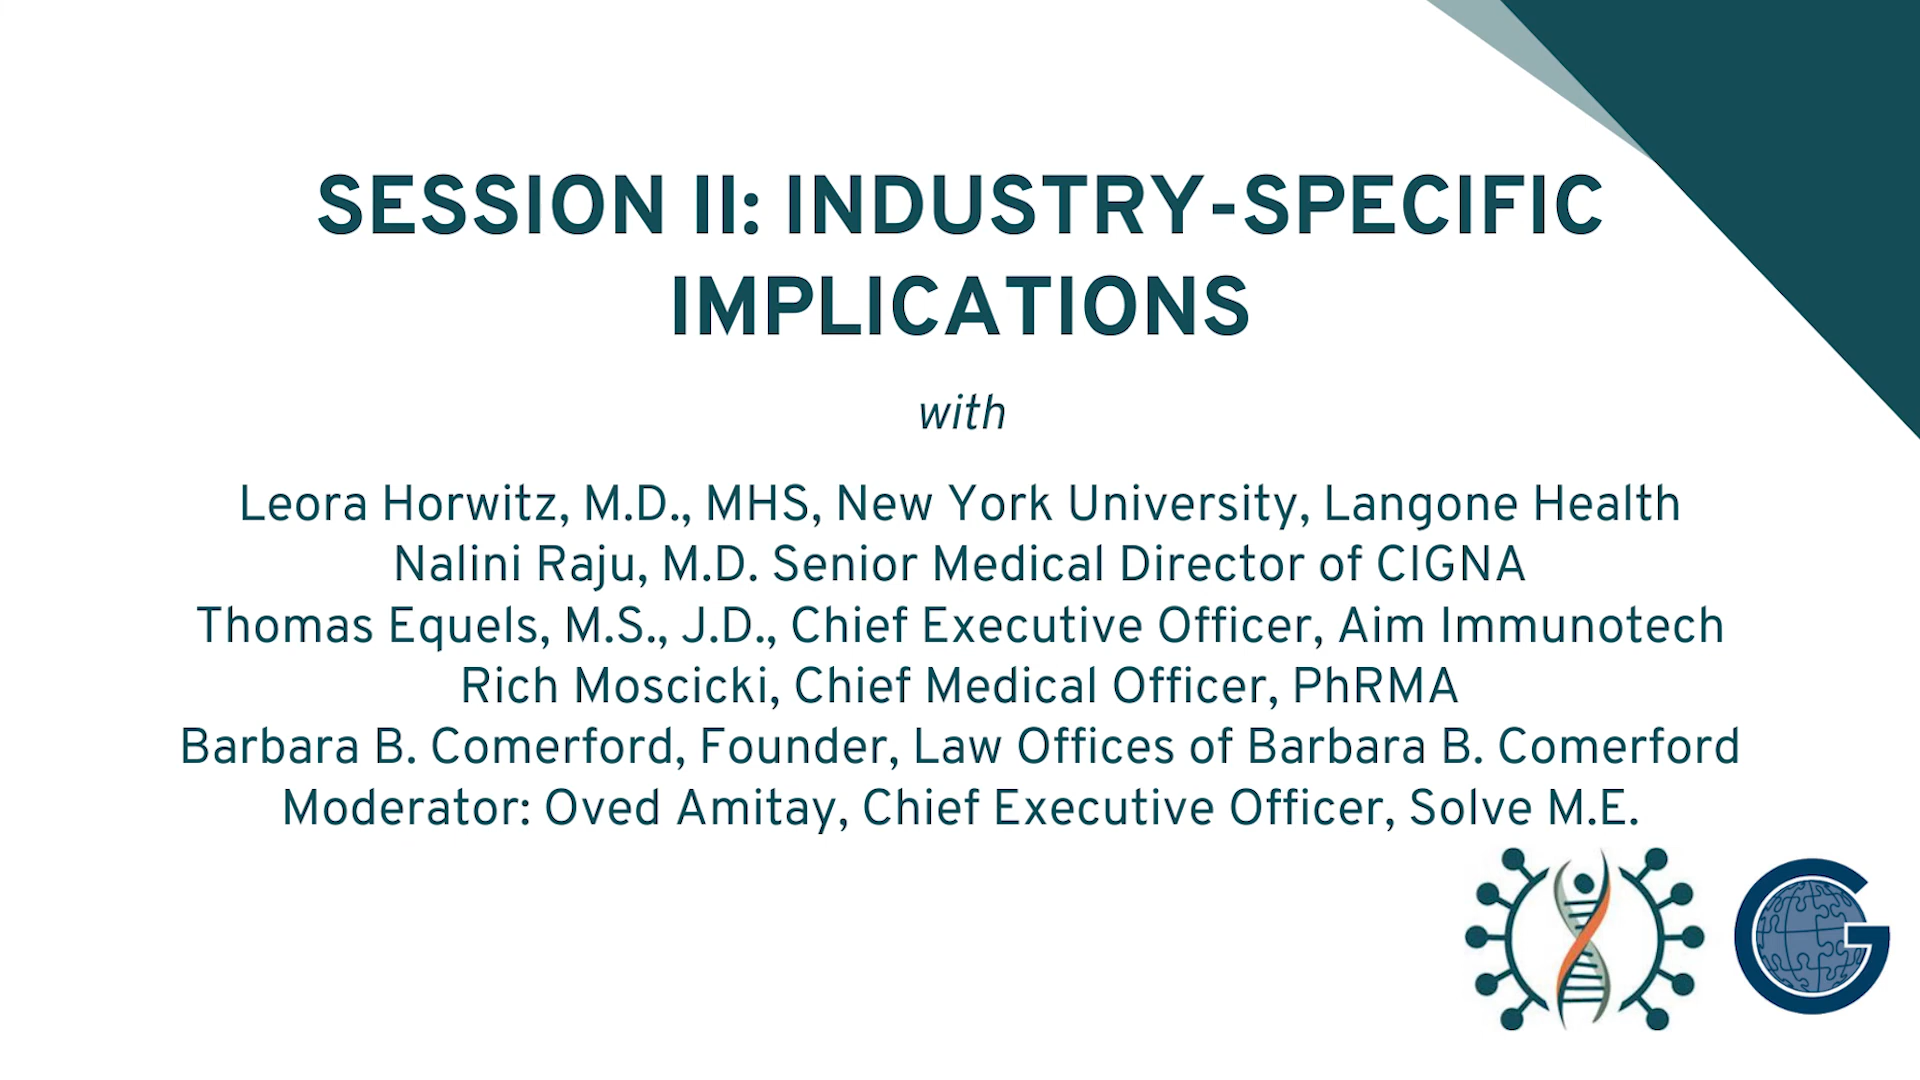 SESSION II: INDUSTRY-SPECIFIC
IMPLICATIONS
with
Leora Horwitz, M.D., MHS, New York University, Langone Health
Nalini Raju, M.D. Senior Medical Director of CIGNA
Thomas Equels, M.S., J.D., Chief Executive Officer, Aim Immunotech
Rich Moscicki, Chief Medical Officer, PhRMA
Barbara B. Comerford, Founder, Law Offices of Barbara B. Comerford
Moderator: Oved Amitay, Chief Executive Officer, Solve M.E.
G